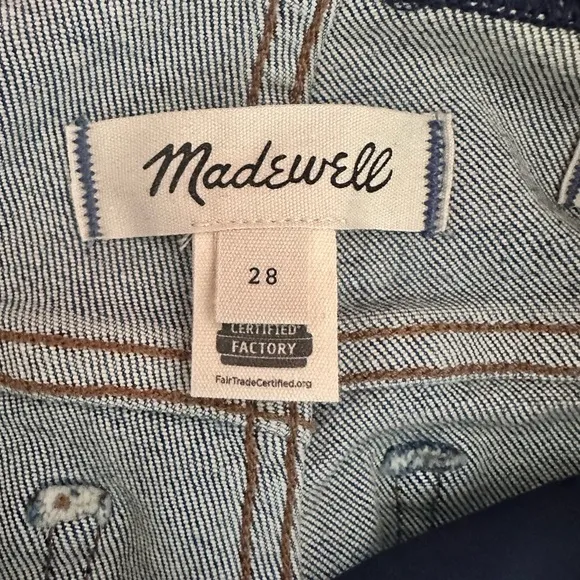 Madewell
28
CERTIFIED
FACTORY
FairTradeCertified.org